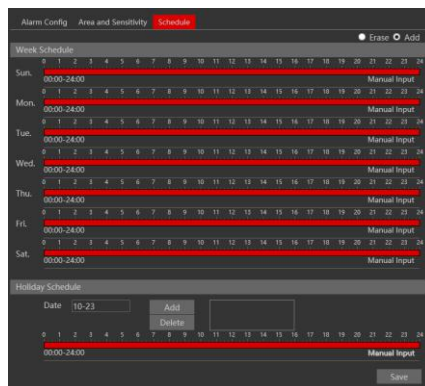 Alarm Config Area and Sensitivity Schedule
Erase Add
Week Schedule
0 1 2 3 4 5 6 7 8 9 10 11 12 13 14 15 16 17 18 19 20 21 22 23 24
Sun.
00:00-24:00 Manual Input
0 1 2 3 4 5 6 7 8 9 10 11 12 13 14 15 16 17 18 19 20 21 22 23 24
Mon.
00:00-24:00 Manual Input
0 1 2 3 4 5 6 7 8 9 10 11 12 13 14 15 16 17 18 19 20 21 22 23 24
Tue.
00:00-24:00 Manual Input
0 1 2 3 4 5 6 7 8 9 10 11 12 13 14 15 16 17 18 19 20 21 22 23 24
Wed.
00:00-24:00 Manual Input
0 1 2 3 4 5 6 7 8 9 10 11 12 13 14 15 16 17 18 19 20 21 22 23 24
Thu.
00:00-24:00 Manual Input
0 1 2 3 4 5 6 7 8 9 10 11 12 13 14 15 16 17 18 19 20 21 22 23 24
Fri.
00:00-24:00 Manual Input
0 1 2 3 4 5 6 7 8 9 10 11 12 13 14 15 16 17 18 19 20 21 22 23 24
Sat.
00:00-24:00 Manual Input
Holiday Schedule
Date 10-23 Add
Delete
0 1 2 3 4 5 6 7 8 9 10 11 12 13 14 15 16 17 18 19 20 21 22 23 24
00:00-24:00 Manual Input
Save